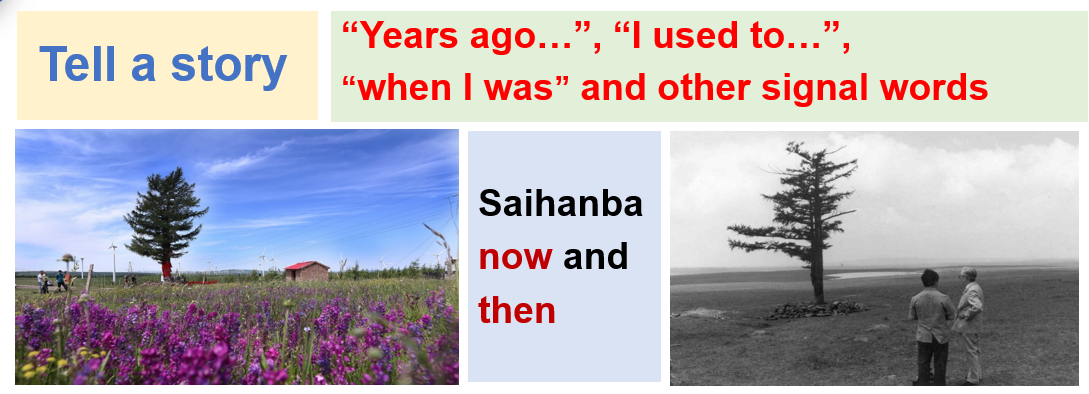 Tell a story
“Years ago…”, “I used to…”,
“when I was” and other signal words
Saihanba
now and
then